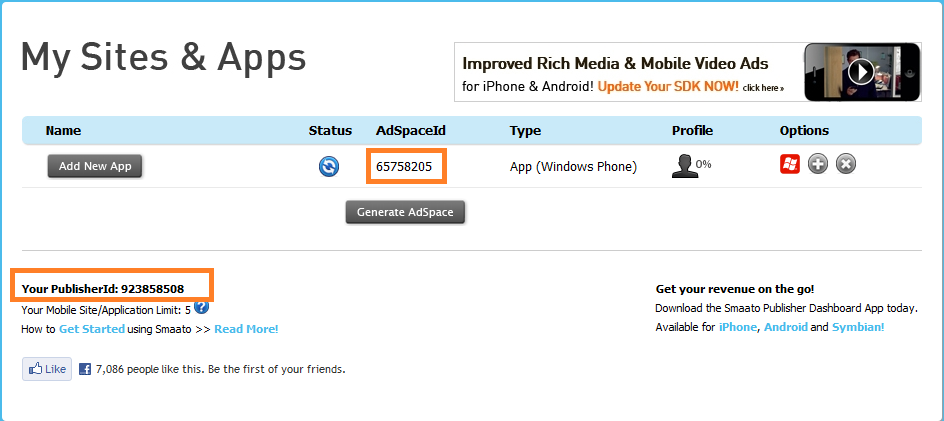 My Sites & Apps
Improved Rich Media & Mobile Video Ads
for iPhone & Android! Update Your SDK NOW! click here »
Name Status AdSpaceId Type Profile Options
Add New App 65758205 App (Windows Phone) 0%
Generate AdSpace
Your PublisherId: 923858508
Your Mobile Site/Application Limit: 5 ?
How to Get Started using Smaato >> Read More!
Get your revenue on the go!
Download the Smaato Publisher Dashboard App today.
Available for iPhone, Android and Symbian!
Like 7,086 people like this. Be the first of your friends.